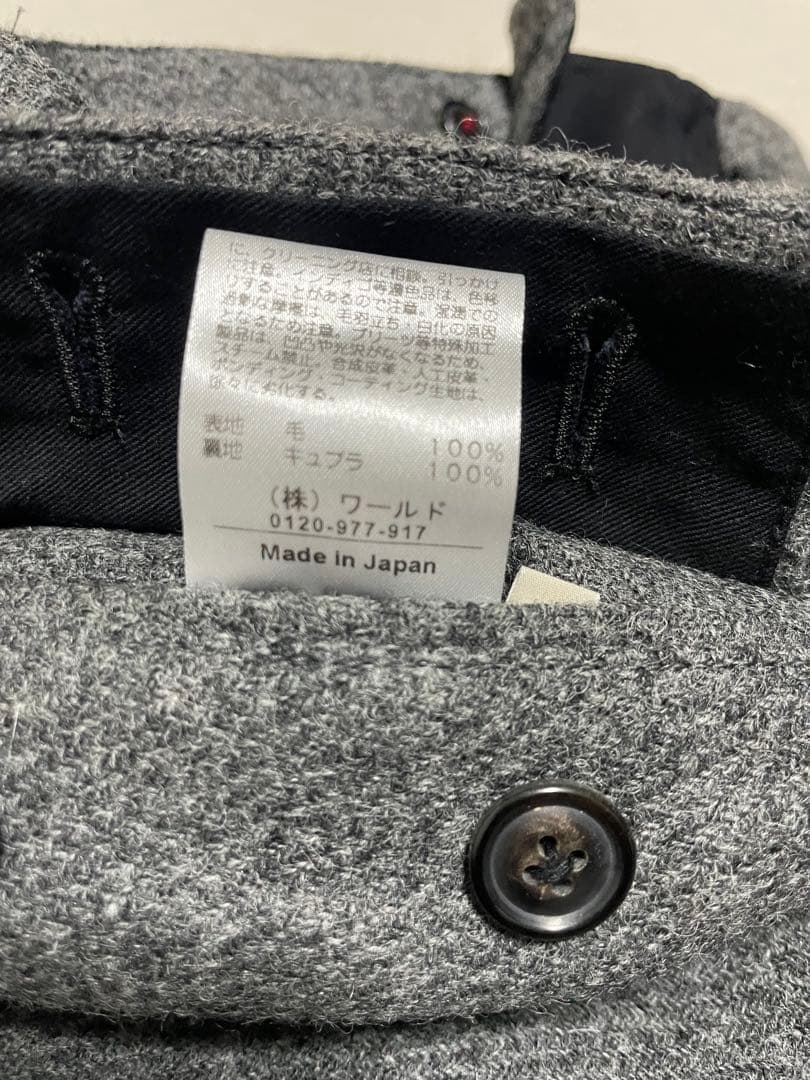 に、クリーニング店に相談。引っかけ
に注意。インディゴ等濃色品は、色移
りすることがあるので注意。湿潤での
過剰な摩擦は、毛羽立ち・白化の原因
となるため注意。プリーツ等特殊加工
製品は、凹凸や光沢がなくなるため、
スチーム禁止。合成皮革・人工皮革・
ボンディング、コーティング生地は、
徐々に劣化する。
表地 毛 100%
裏地 キュプラ 100%
(株) ワールド
0120-977-917
Made in Japan